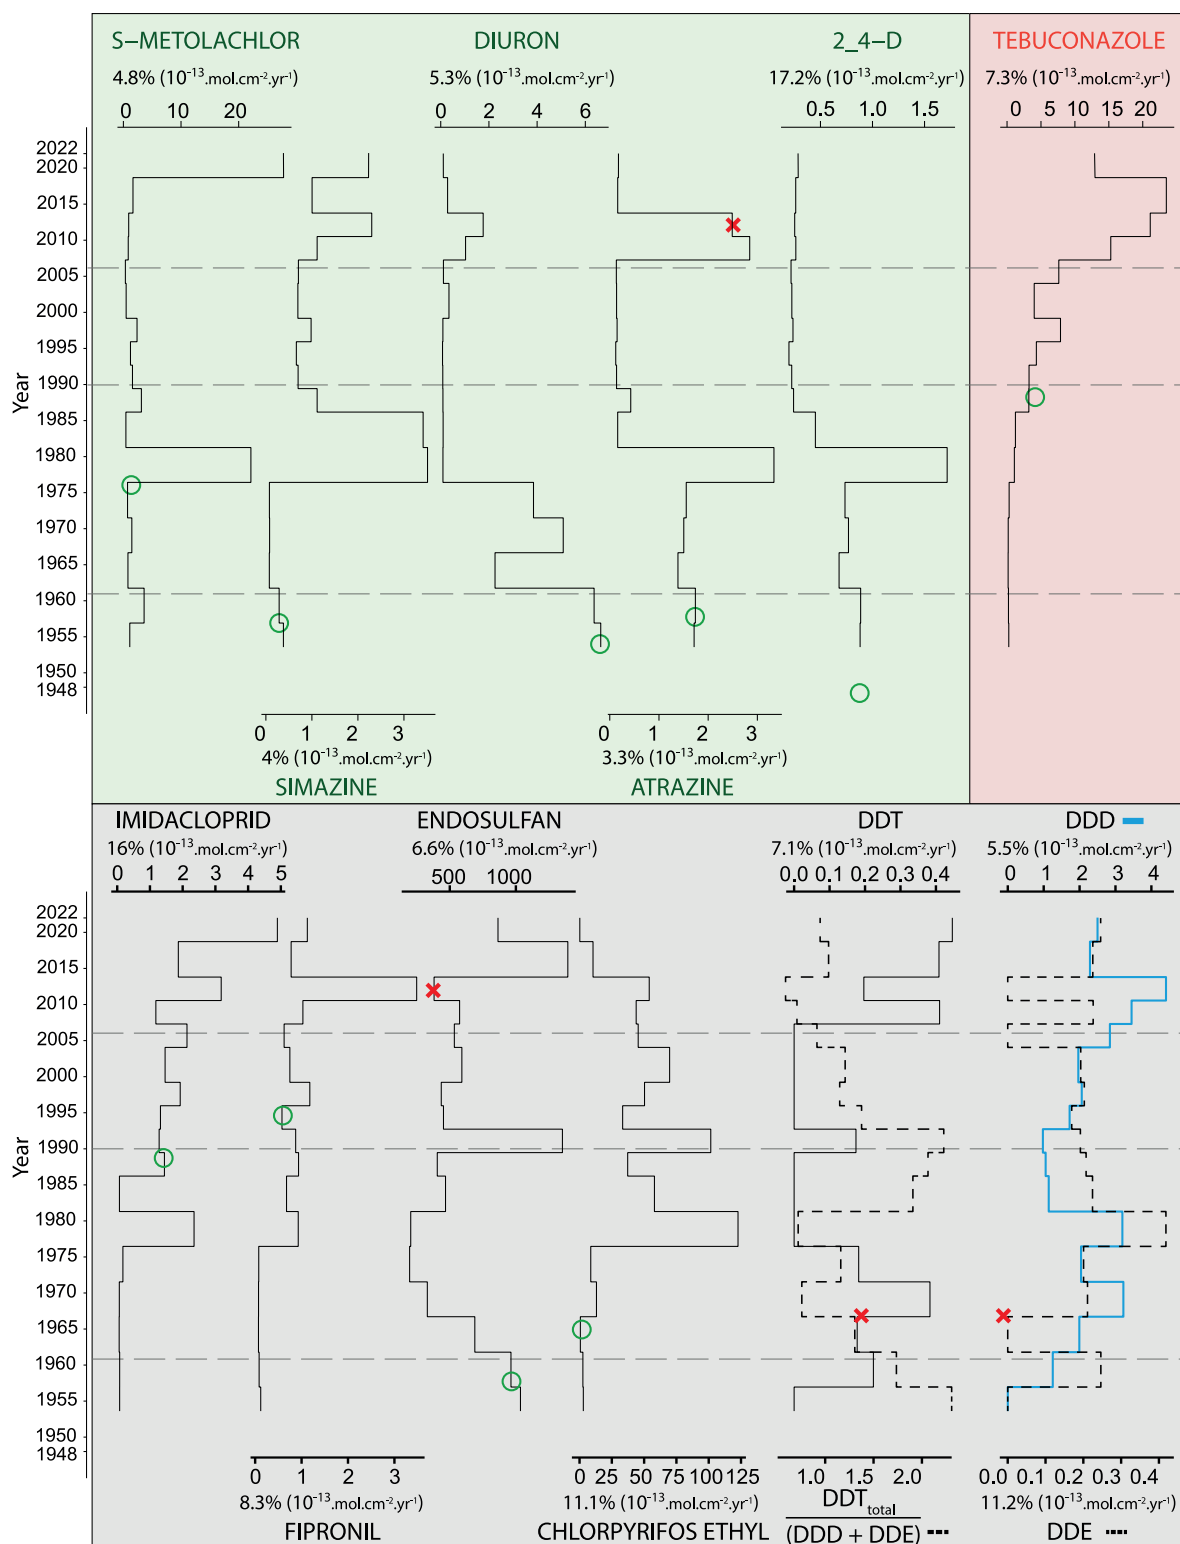 S–METOLACHLOR DIURON 2_4–D TEBUCONAZOLE
4.8% (10⁻¹³.mol.cm⁻².yr⁻¹) 5.3% (10⁻¹³.mol.cm⁻².yr⁻¹) 17.2% (10⁻¹³.mol.cm⁻².yr⁻¹) 7.3% (10⁻¹³.mol.cm⁻².yr⁻¹)
0 10 20 0 2 4 6 0.5 1.0 1.5 0 5 10 15 20
2022
2020
2015
2010
2005
2000
1995
1990
Year
1985
1980
1975
1970
1965
1960
1955
1950
1948
0 1 2 3 0 1 2 3
4% (10⁻¹³.mol.cm⁻².yr⁻¹) 3.3% (10⁻¹³.mol.cm⁻².yr⁻¹)
SIMAZINE ATRAZINE
IMIDACLOPRID ENDOSULFAN DDT DDD
16% (10⁻¹³.mol.cm⁻².yr⁻¹) 6.6% (10⁻¹³.mol.cm⁻².yr⁻¹) 7.1% (10⁻¹³.mol.cm⁻².yr⁻¹) 5.5% (10⁻¹³.mol.cm⁻².yr⁻¹)
0 1 2 3 4 5 500 1000 0.0 0.1 0.2 0.3 0.4 0 1 2 3 4
2022
2020
2015
2010
2005
2000
1995
1990
Year
1985
1980
1975
1970
1965
1960
1955
1950
1948
0 1 2 3 0 25 50 75 100 125 1.0 1.5 2.0 0.0 0.1 0.2 0.3 0.4
8.3% (10⁻¹³.mol.cm⁻².yr⁻¹) 11.1% (10⁻¹³.mol.cm⁻².yr⁻¹) DDT total 11.2% (10⁻¹³.mol.cm⁻².yr⁻¹)
FIPRONIL CHLORPYRIFOS ETHYL (DDD + DDE) DDE